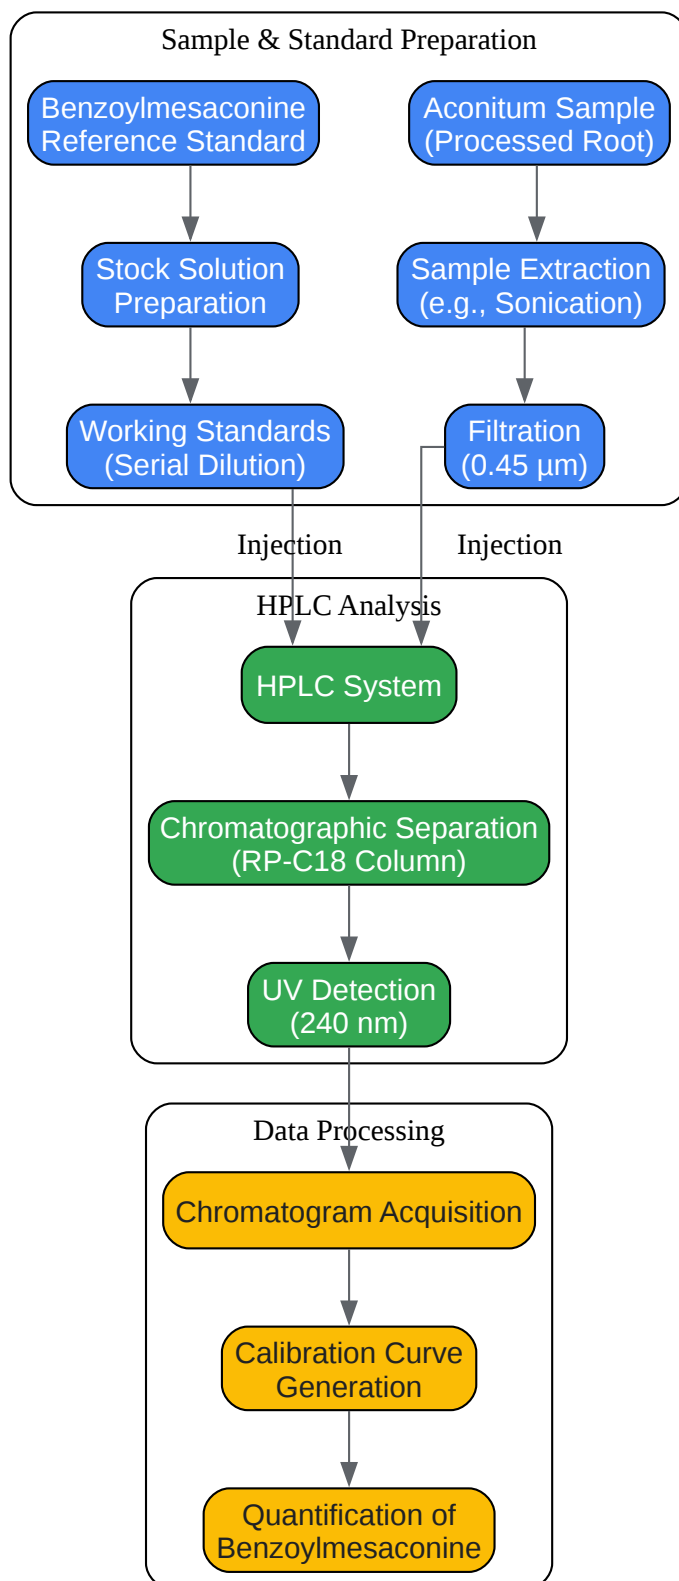 Sample & Standard Preparation
Benzoylmesaconine
Reference Standard
Aconitum Sample
(Processed Root)
Stock Solution
Preparation
Sample Extraction
(e.g., Sonication)
Working Standards
(Serial Dilution)
Filtration
(0.45 µm)
Injection
Injection
HPLC Analysis
HPLC System
Chromatographic Separation
(RP-C18 Column)
UV Detection
(240 nm)
Data Processing
Chromatogram Acquisition
Calibration Curve
Generation
Quantification of
Benzoylmesaconine